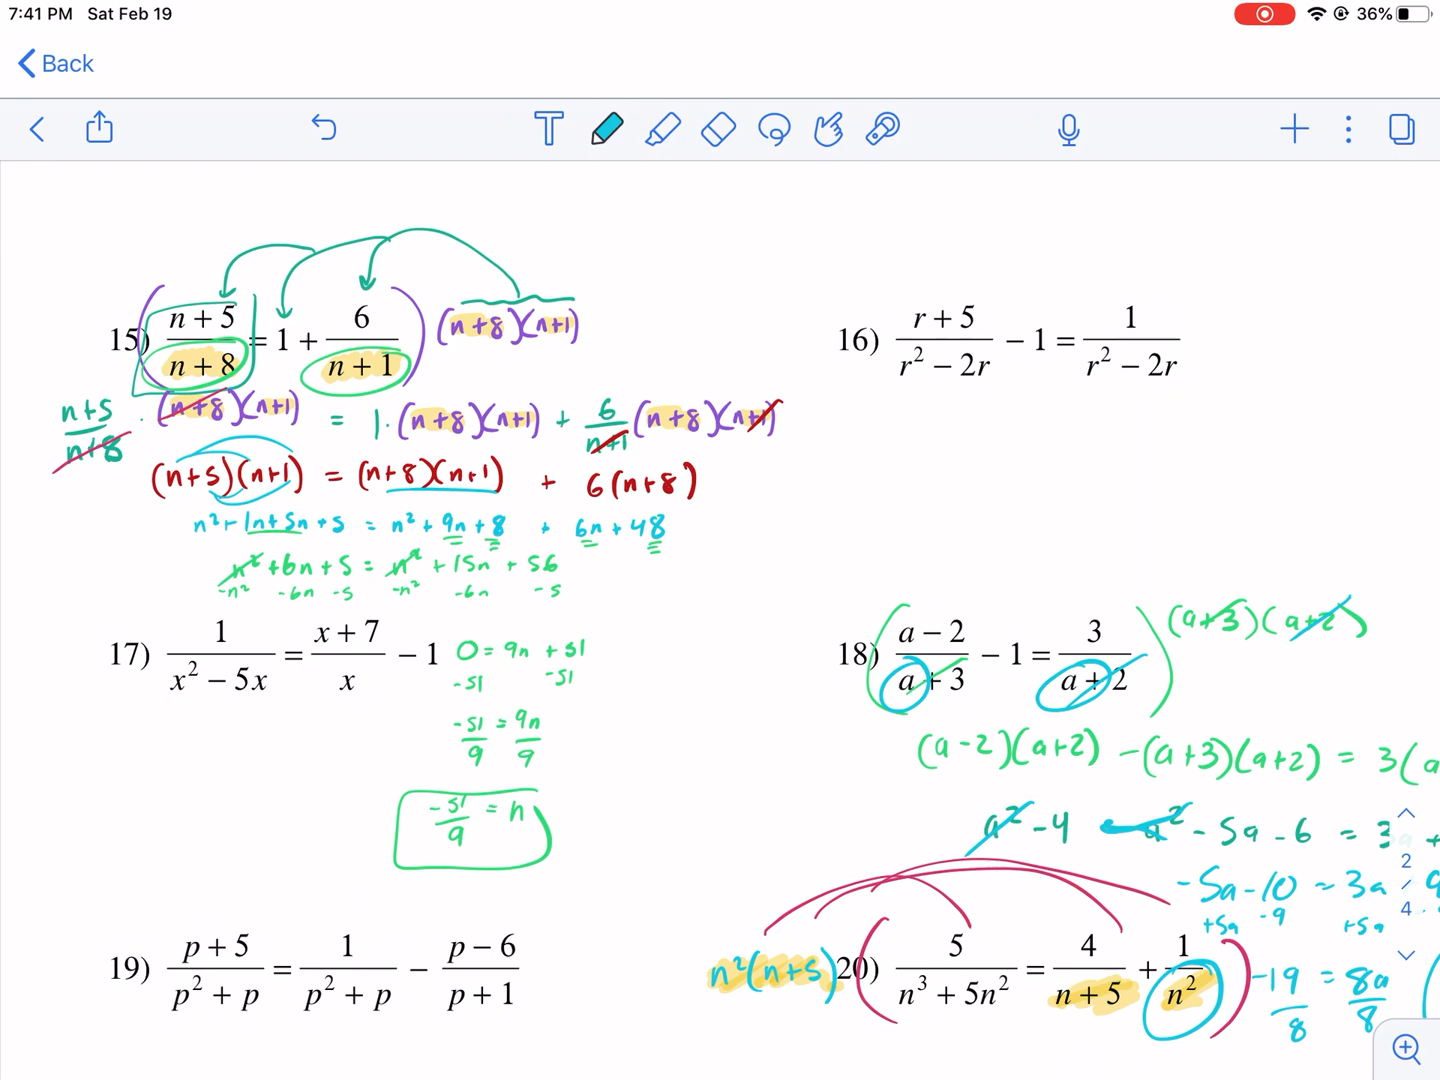 7:41 PM Sat Feb 19 36%
Back
15) (n + 5 / n + 8 = 1 + 6 / n + 1) (n+8)(n+1)
n+5 / n+8 · (n+8)(n+1) = 1·(n+8)(n+1) + 6 / n+1 (n+8)(n+1)
(n+5)(n+1) = (n+8)(n+1) + 6(n+8)
n²+1n+5n+5 = n²+9n+8 + 6n+48
n²+6n+5 = n²+15n+56
-n² -6n -5 -n² -6n -5
0=9n+51
-51 -51
-51 / 9 = 9n / 9
-51 / 9 = n
16) r + 5 / r² − 2r − 1 = 1 / r² − 2r
17) 1 / x² − 5x = x + 7 / x − 1
18) (a − 2 / a + 3 − 1 = 3 / a + 2) (a+3)(a+2)
(a-2)(a+2) -(a+3)(a+2) = 3(a
a²-4 -a²-5a-6 = 3a +
-5a-10 = 3a 9
+5a -9 +5a
-19 / 8 = 8a / 8
19) p + 5 / p² + p = 1 / p² + p − p − 6 / p + 1
n²(n+5) 20) (5 / n³ + 5n² = 4 / n + 5 + 1 / n²)
2
4